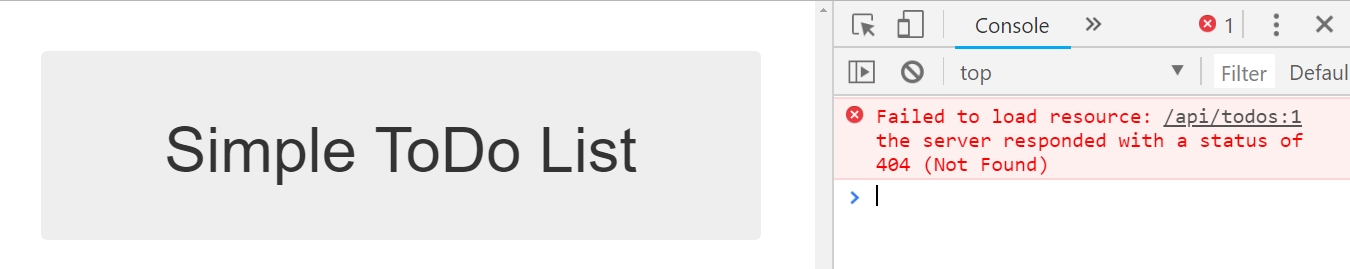 Simple ToDo List
Console
1
top
Filter
Defaul
Failed to load resource: /api/todos:1
the server responded with a status of
404 (Not Found)